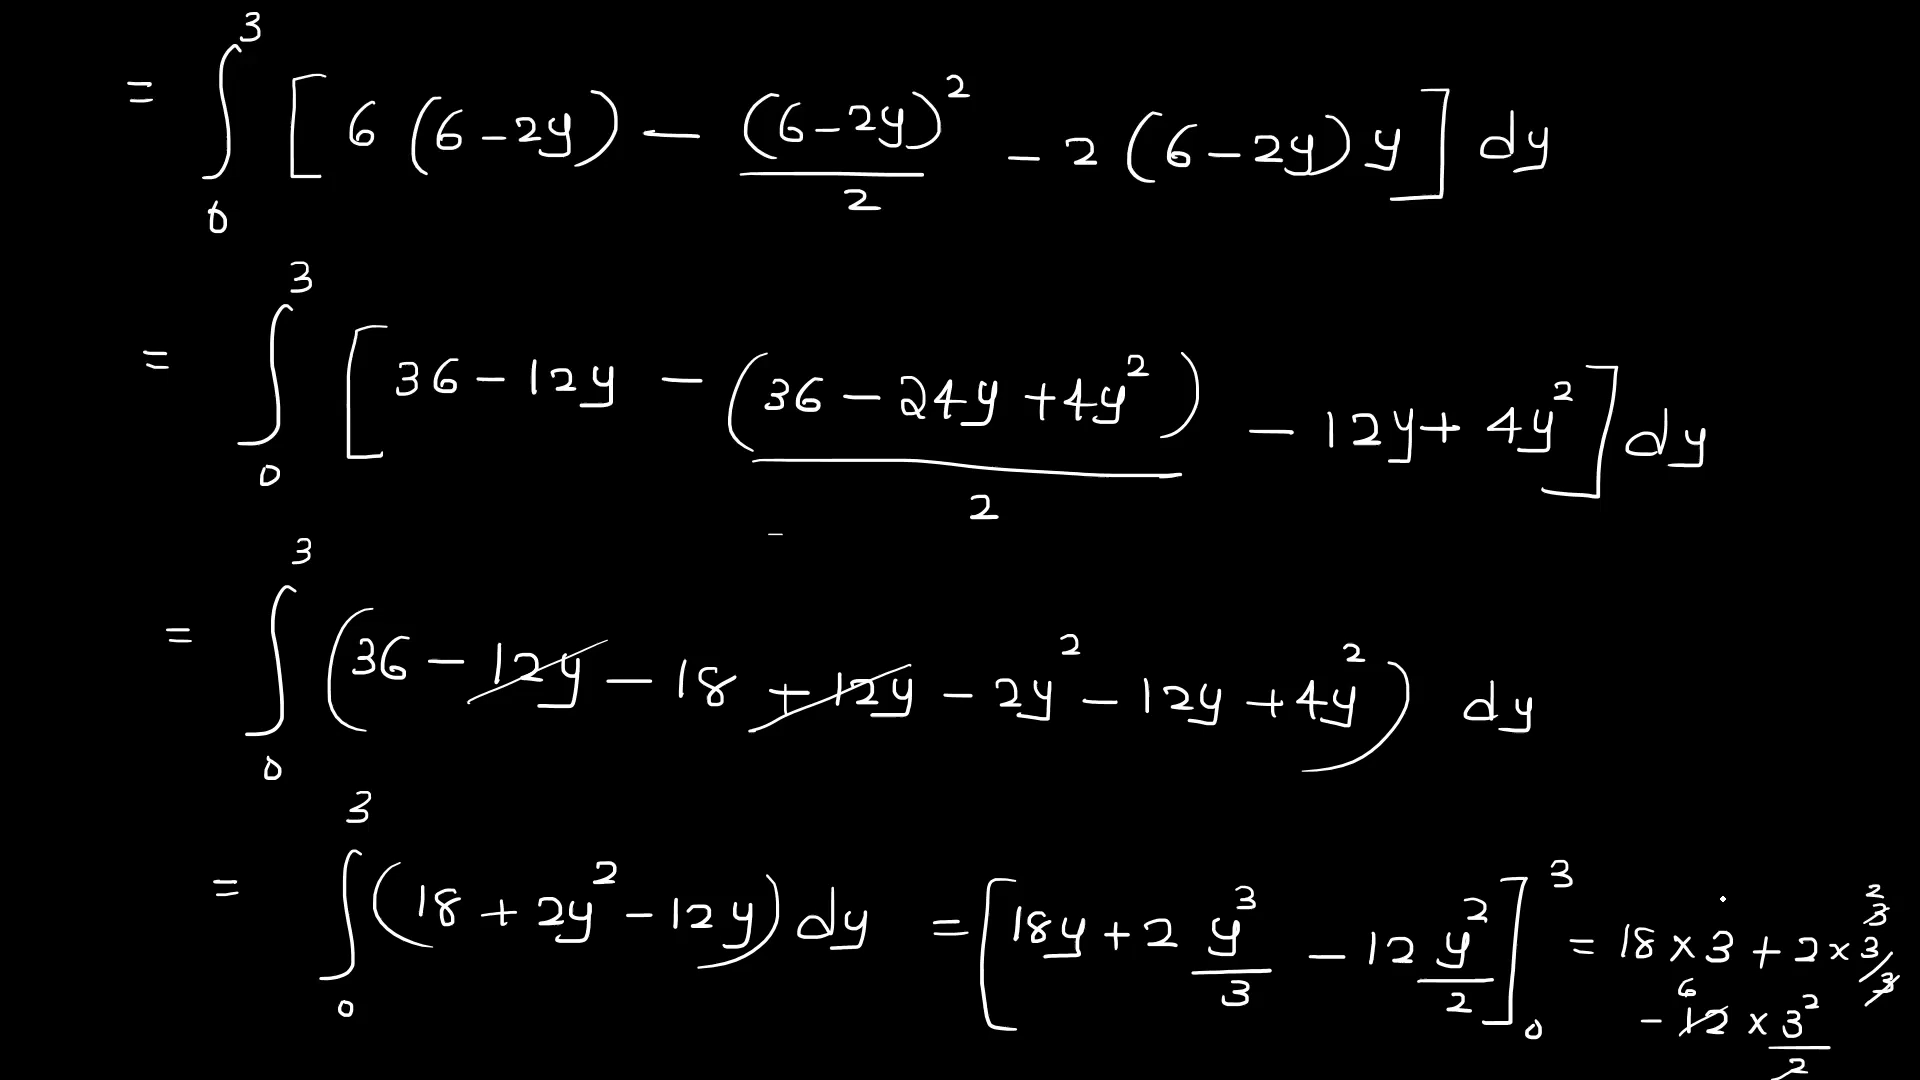 = ∫₀³ [6(6-2y) - (6-2y)²/2 - 2(6-2y)y] dy
= ∫₀³ [36-12y - (36-24y+4y²)/2 - 12y+4y²] dy
= ∫₀³ (36-12y-18+12y-2y²-12y+4y²) dy
= ∫₀³ (18+2y²-12y) dy = [18y+2 y³/3 - 12 y²/2]₀³ = 18×3+2×3³ ²/3
-12 6 × 3²/2